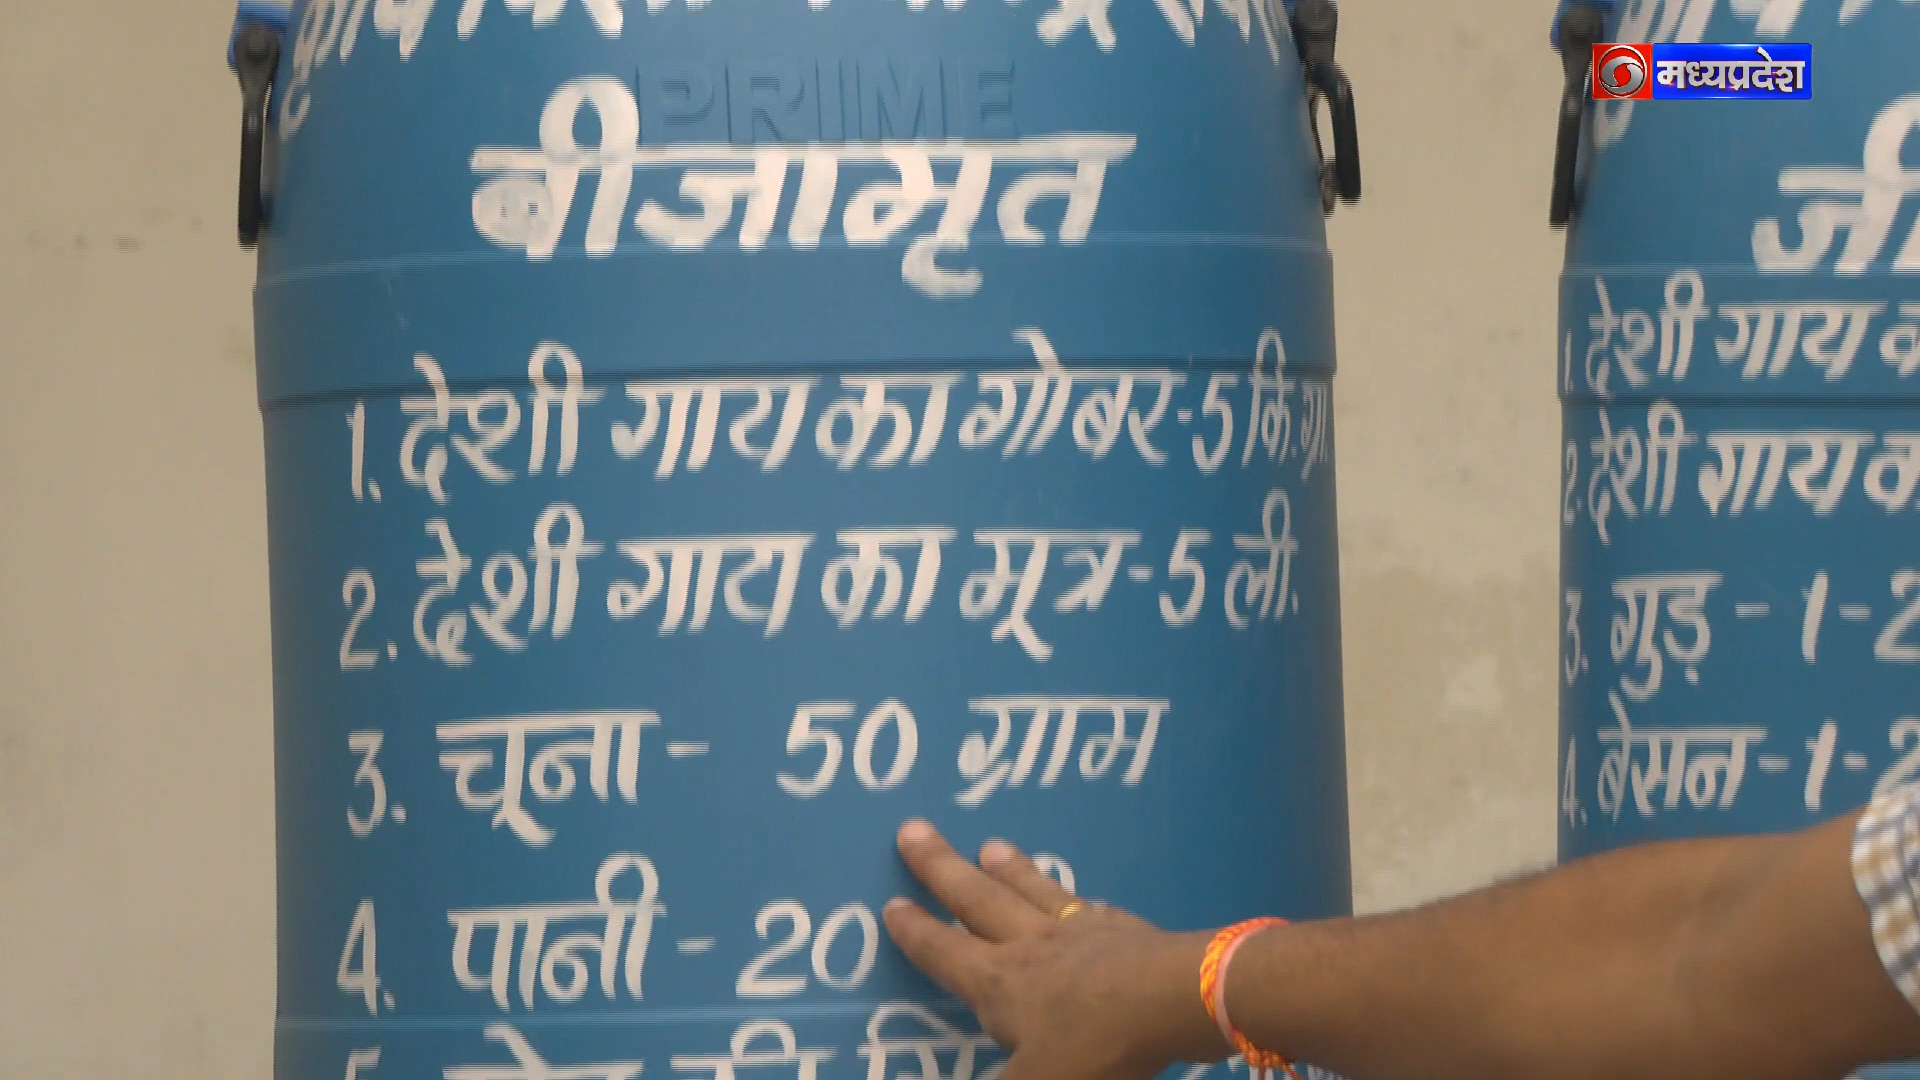 मध्यप्रदेश
PRIME
बीजामृत
1. देशी गाय का गोबर-5 कि.ग्रा.
2. देशी गाय का मूत्र-5 ली.
3. चूना- 50 ग्राम
4. पानी-20
1. देशी गाय
2. देशी गाय
3. गुड़-1-2
4. बेसन-1-2